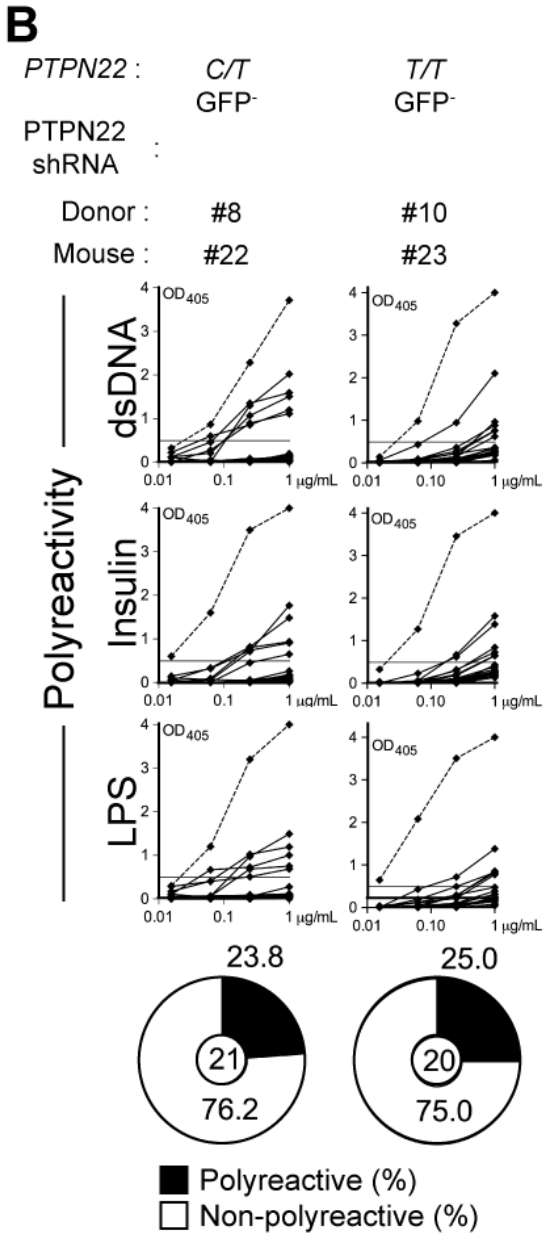 B
PTPN22 : C/T T/T
GFP- GFP-
PTPN22
shRNA :
Donor : #8 #10
Mouse : #22 #23
Polyreactivity
dsDNA
4 OD405 4 OD405
3 3
2 2
1 1
0 0
0.01 0.1 1 µg/mL 0.01 0.10 1 µg/mL
Insulin
4 OD405 4 OD405
3 3
2 2
1 1
0 0
0.01 0.1 1 µg/mL 0.01 0.10 1 µg/mL
LPS
4 OD405 4 OD405
3 3
2 2
1 1
0 0
0.01 0.1 1 µg/mL 0.01 0.10 1 µg/mL
23.8 25.0
21 20
76.2 75.0
Polyreactive (%)
Non-polyreactive (%)